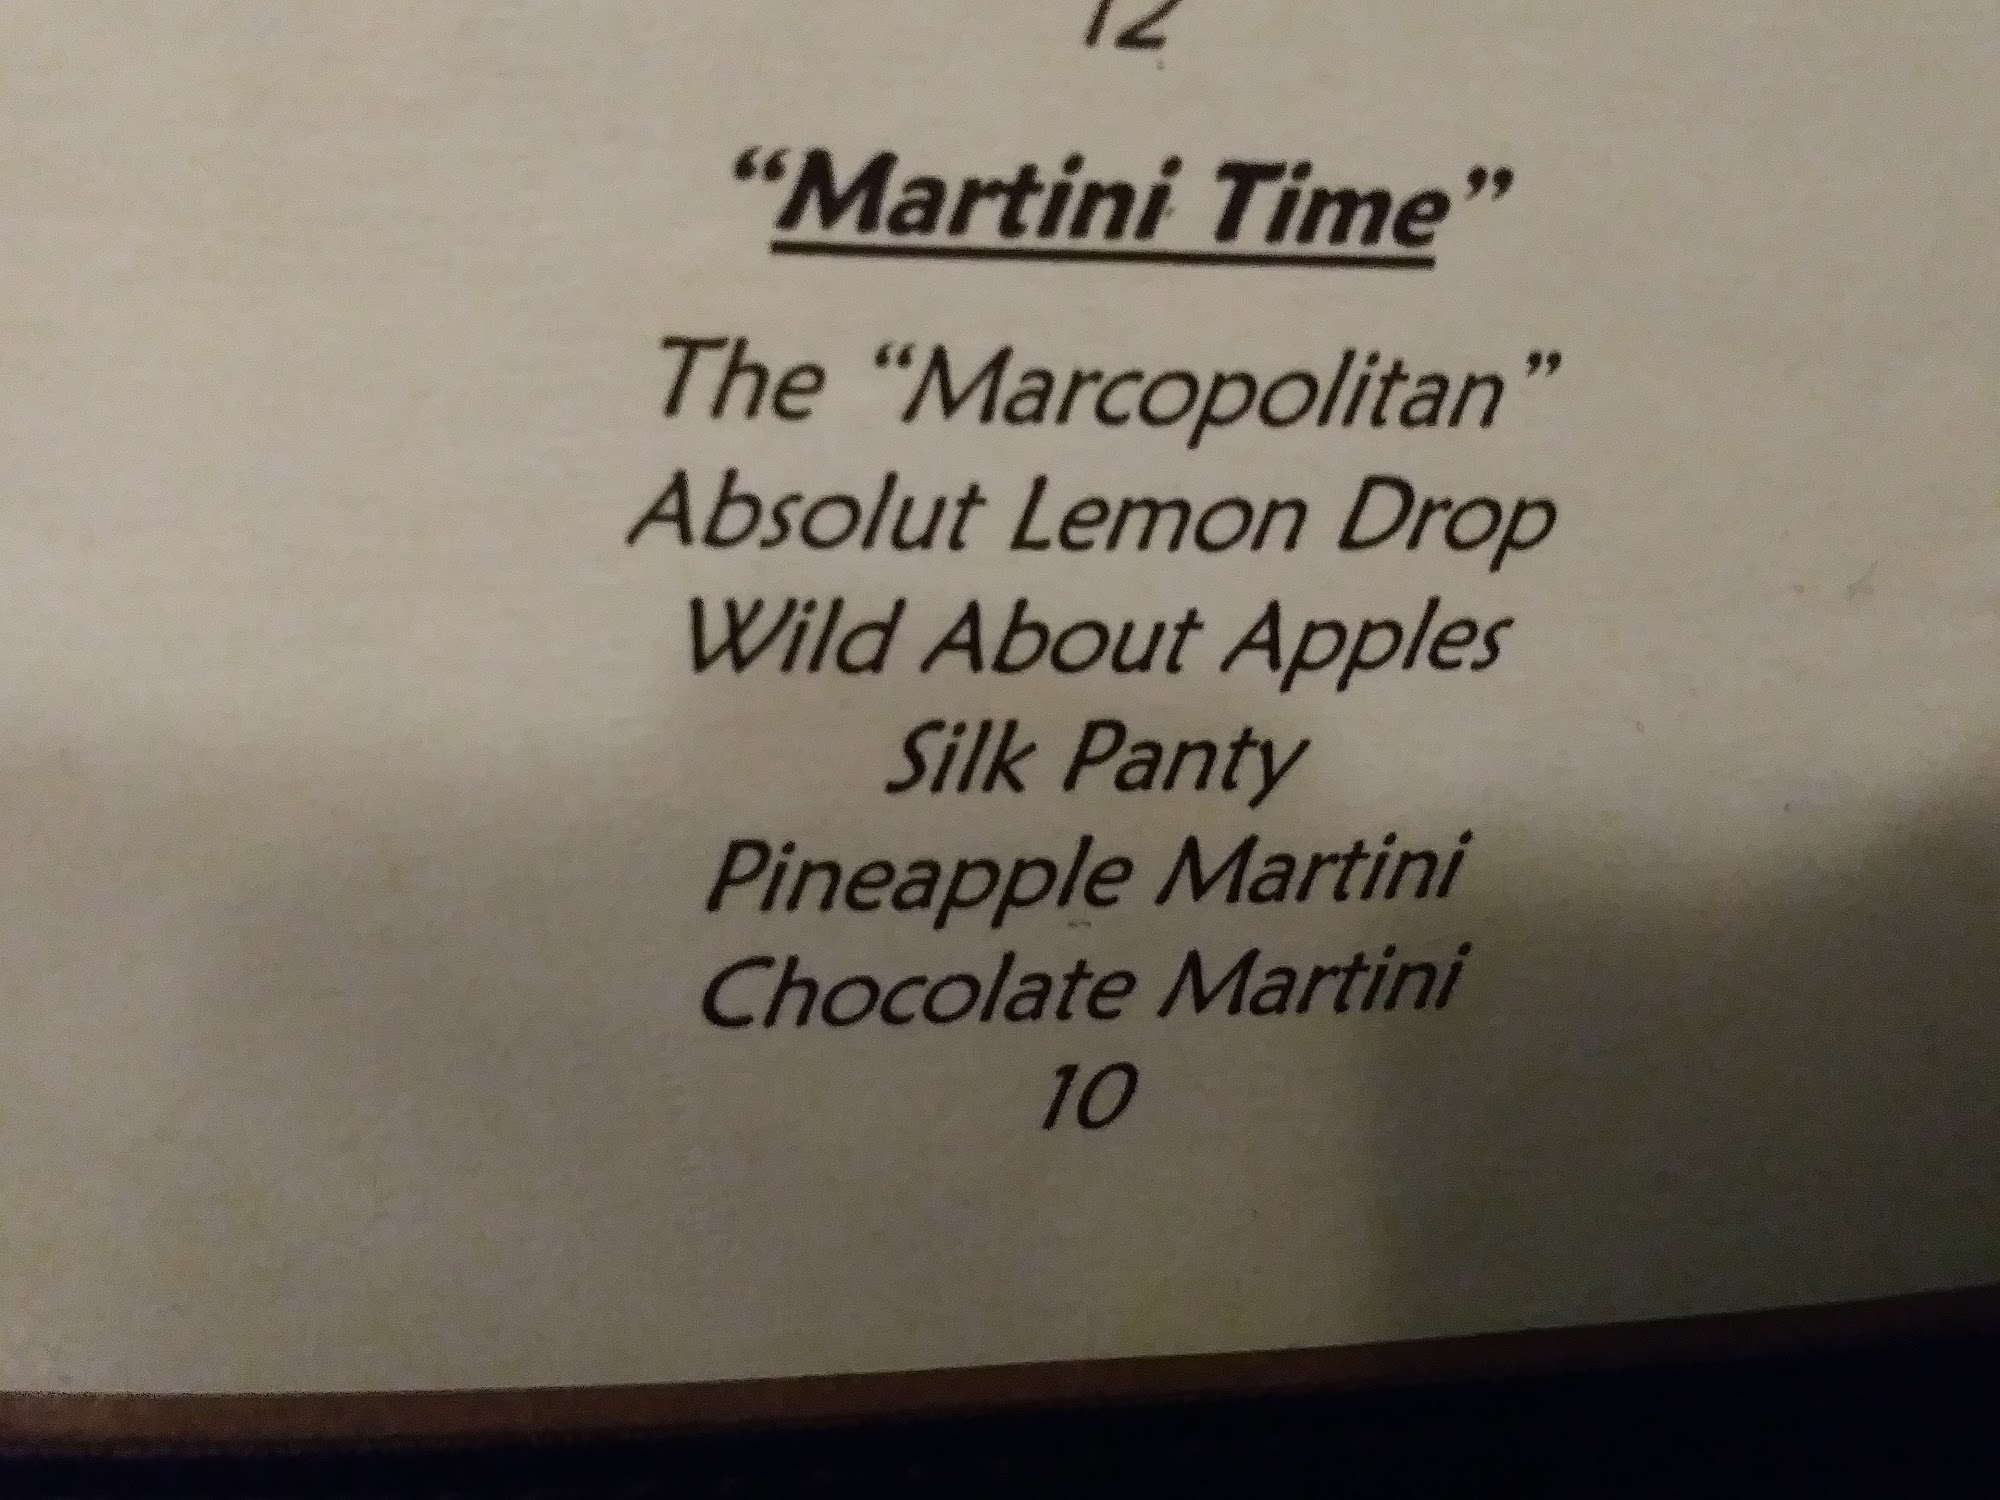 12
“Martini Time”
The “Marcopolitan”
Absolut Lemon Drop
Wild About Apples
Silk Panty
Pineapple Martini
Chocolate Martini
10